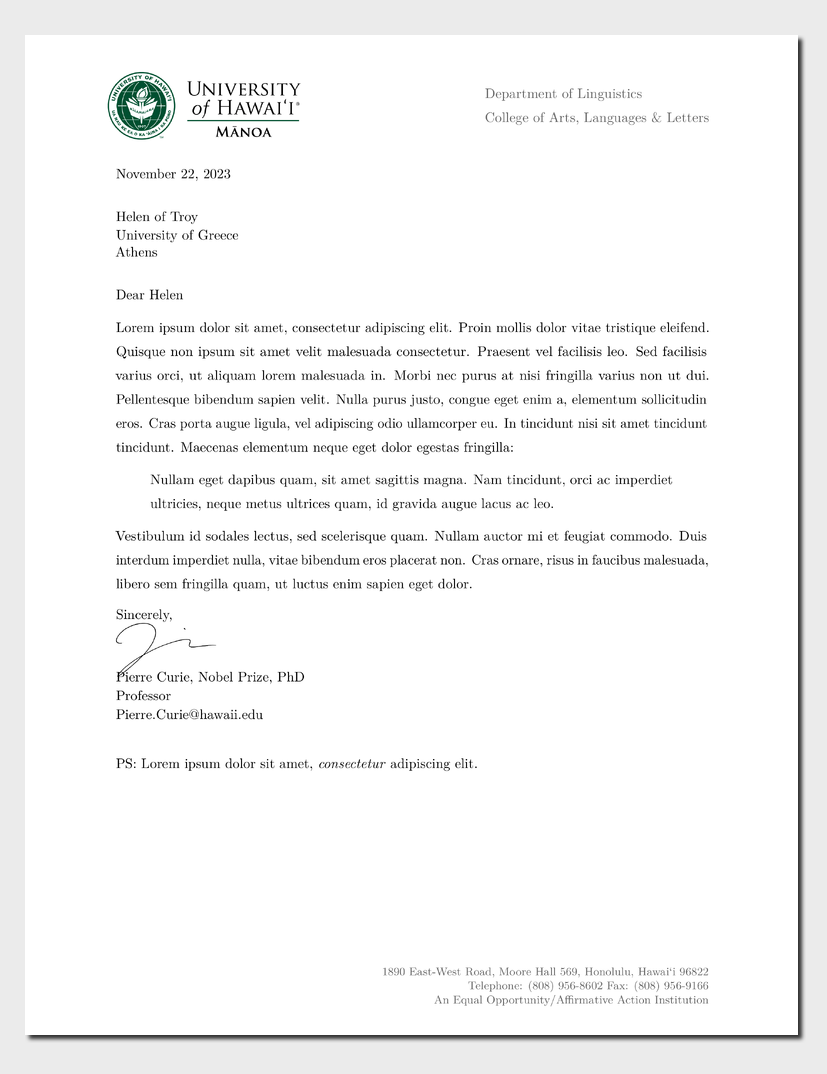 UNIVERSITY
of HAWAIʻI®
MĀNOA
Department of Linguistics
College of Arts, Languages & Letters
November 22, 2023
Helen of Troy
University of Greece
Athens
Dear Helen
Lorem ipsum dolor sit amet, consectetur adipiscing elit. Proin mollis dolor vitae tristique eleifend.
Quisque non ipsum sit amet velit malesuada consectetur. Praesent vel facilisis leo. Sed facilisis
varius orci, ut aliquam lorem malesuada in. Morbi nec purus at nisi fringilla varius non ut dui.
Pellentesque bibendum sapien velit. Nulla purus justo, congue eget enim a, elementum sollicitudin
eros. Cras porta augue ligula, vel adipiscing odio ullamcorper eu. In tincidunt nisi sit amet tincidunt
tincidunt. Maecenas elementum neque eget dolor egestas fringilla:
Nullam eget dapibus quam, sit amet sagittis magna. Nam tincidunt, orci ac imperdiet
ultricies, neque metus ultrices quam, id gravida augue lacus ac leo.
Vestibulum id sodales lectus, sed scelerisque quam. Nullam auctor mi et feugiat commodo. Duis
interdum imperdiet nulla, vitae bibendum eros placerat non. Cras ornare, risus in faucibus malesuada,
libero sem fringilla quam, ut luctus enim sapien eget dolor.
Sincerely,
Pierre Curie, Nobel Prize, PhD
Professor
Pierre.Curie@hawaii.edu
PS: Lorem ipsum dolor sit amet, consectetur adipiscing elit.
1890 East-West Road, Moore Hall 569, Honolulu, Hawaiʻi 96822
Telephone: (808) 956-8602 Fax: (808) 956-9166
An Equal Opportunity/Affirmative Action Institution